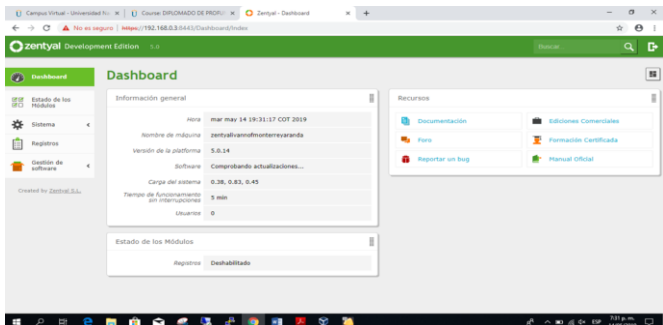 Campus Virtual - Universidad
Course: DIPLOMADO DE
Zentyal - Dashboard
No es seguro | https://192.168.0.3:8443/Dashboard/Index
zentyal Development Edition 5.0
Buscar...
Dashboard
Estado de los Módulos
Sistema
Registros
Gestión de software
Created by Zentyal S.L.
Dashboard
Información general
Hora mar may 14 19:31:17 COT 2019
Nombre de máquina zentyalivannofmonterreyaranda
Versión de la plataforma 5.0.14
Software Comprobando actualizaciones...
Carga del sistema 0.38, 0.83, 0.45
Tiempo de funcionamiento sin interrupciones 5 min
Usuarios 0
Estado de los Módulos
Registros Deshabilitado
Recursos
Documentación
Ediciones Comerciales
Foro
Formación Certificada
Reportar un bug
Manual Oficial
ESP
7:31 p. m.